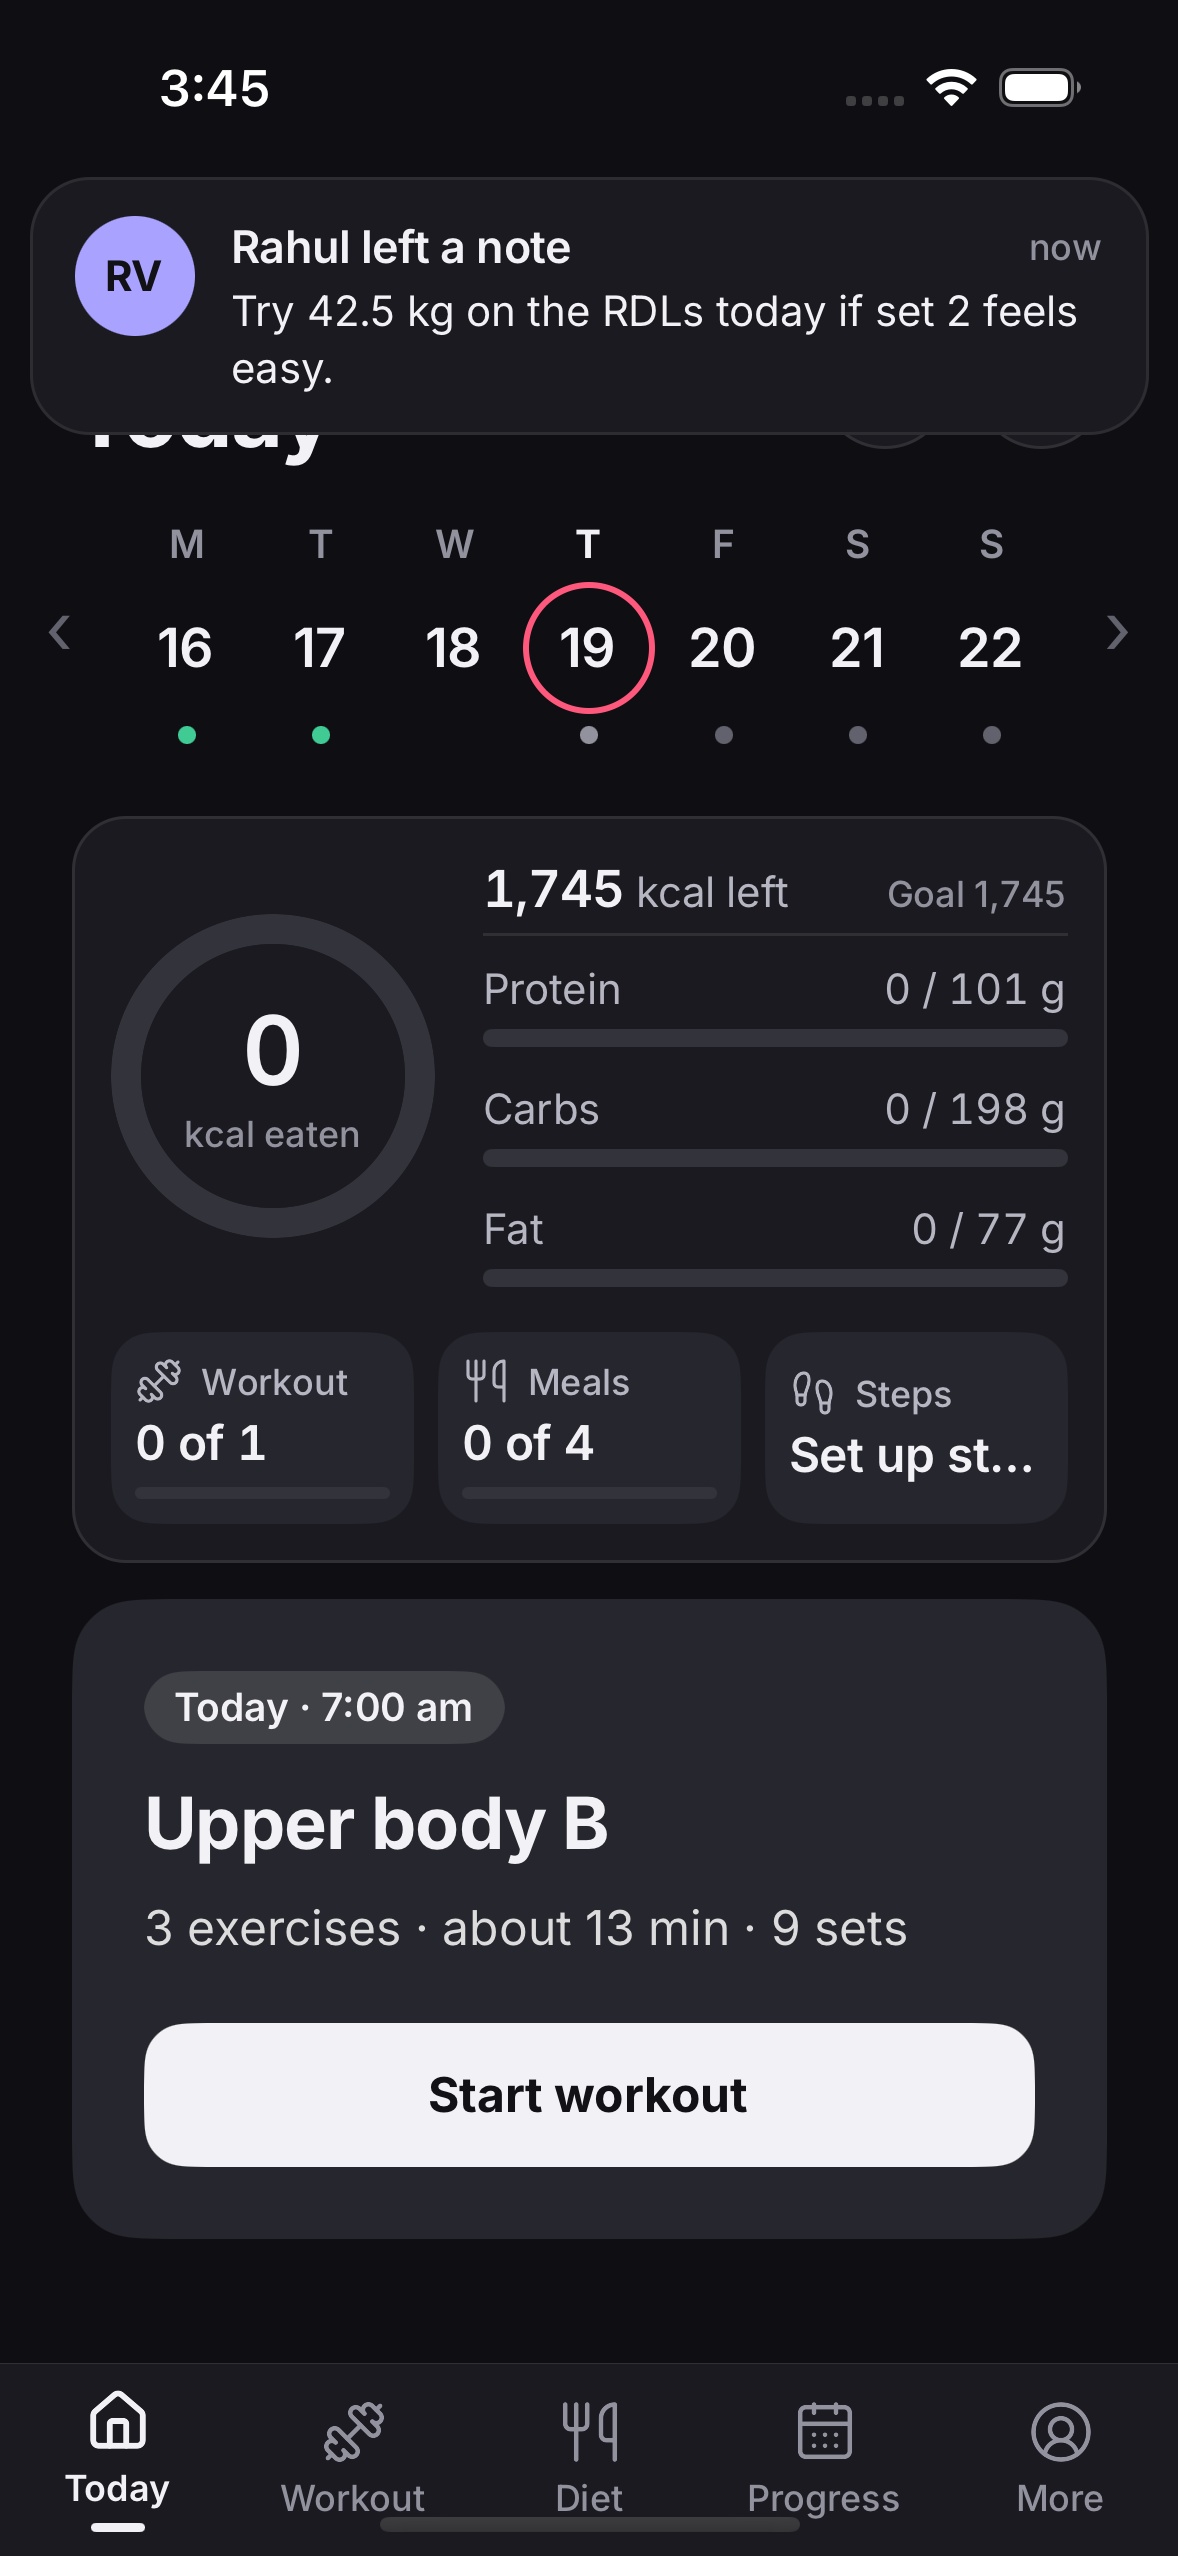 3:45
RV
Rahul left a note
now
Try 42.5 kg on the RDLs today if set 2 feels
easy.
Today
M T W T F S S
16 17 18 19 20 21 22
1,745 kcal left
Goal 1,745
0
kcal eaten
Protein 0 / 101 g
Carbs 0 / 198 g
Fat 0 / 77 g
Workout
0 of 1
Meals
0 of 4
Steps
Set up st...
Today · 7:00 am
Upper body B
3 exercises · about 13 min · 9 sets
Start workout
Today
Workout
Diet
Progress
More